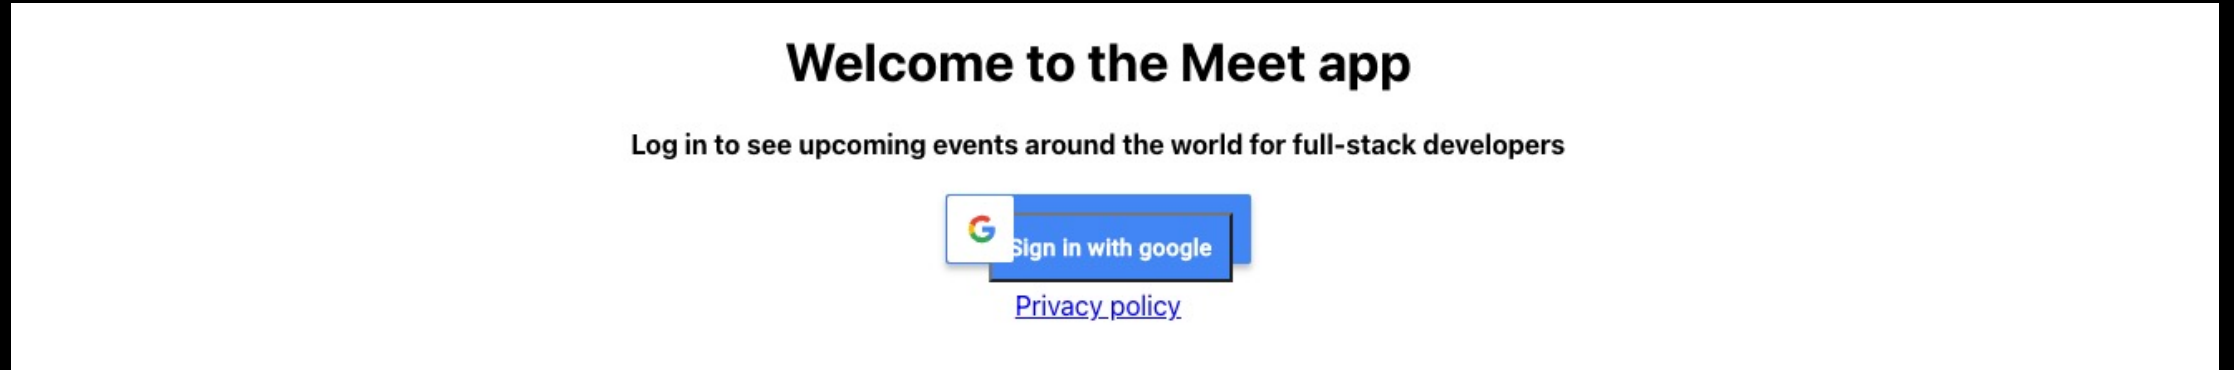 Welcome to the Meet app
Log in to see upcoming events around the world for full-stack developers
G
Sign in with google
Privacy policy